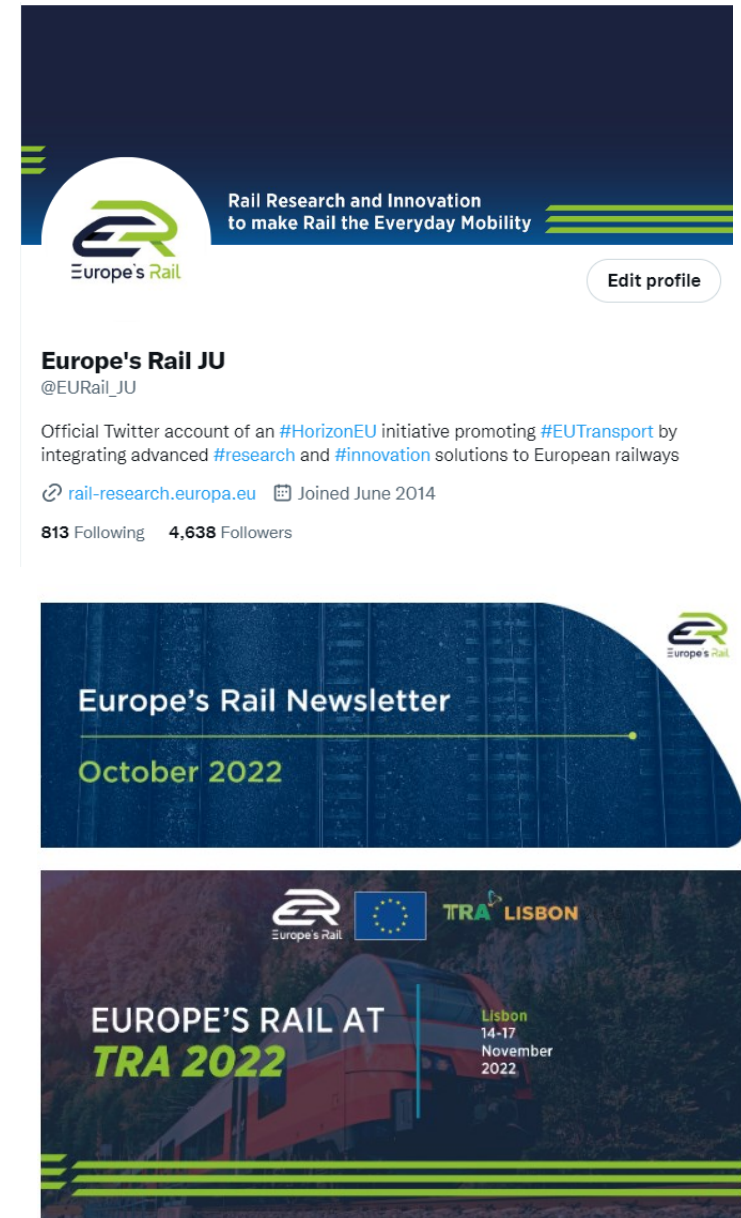 Rail Research and Innovation
to make Rail the Everyday Mobility
Europe's Rail
Edit profile
Europe's Rail JU
@EURail_JU
Official Twitter account of an #HorizonEU initiative promoting #EUTransport by
integrating advanced #research and #innovation solutions to European railways
rail-research.europa.eu Joined June 2014
813 Following 4,638 Followers
Europe's Rail
Europe's Rail Newsletter
October 2022
Europe's Rail
TRA LISBON
EUROPE'S RAIL AT
TRA 2022
Lisbon
14-17
November
2022